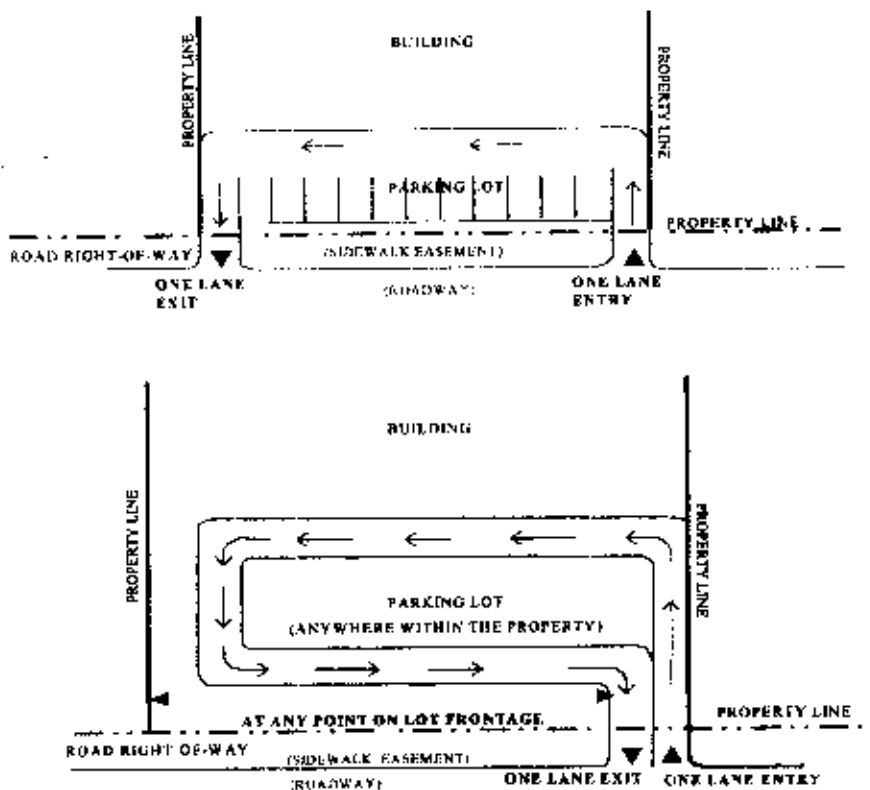 BUILDING
PROPERTY LINE
PROPERTY LINE
PARKING LOT
PROPERTY LINE
ROAD RIGHT-OF-WAY
(SIDEWALK EASEMENT)
ONE LANE
EXIT
(ROADWAY)
ONE LANE
ENTRY
BUILDING
PROPERTY LINE
PROPERTY LINE
PARKING LOT
(ANYWHERE WITHIN THE PROPERTY)
AT ANY POINT ON LOT FRONTAGE
PROPERTY LINE
ROAD RIGHT OF-WAY
(SIDEWALK EASEMENT)
(ROADWAY)
ONE LANE EXIT
ONE LANE ENTRY